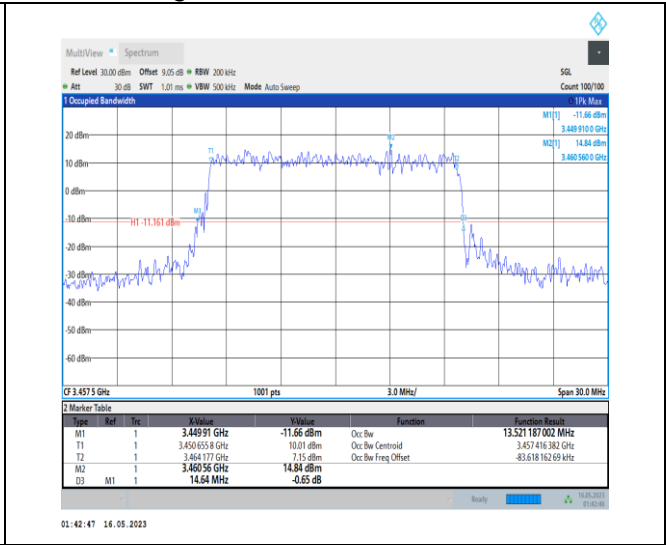 MultiView Spectrum
Ref Level 30.00 dBm Offset 9.05 dB RBW 200 kHz SGL
Att 30 dB SWT 1.01 ms VBW 500 kHz Mode Auto Sweep Count 100/100
1 Occupied Bandwidth 1Pk Max
M1[1] -11.66 dBm
3.449 910 0 GHz
M2[1] 14.84 dBm
3.460 560 0 GHz
20 dBm
M2
T1
T2
10 dBm
0 dBm
M1
-10 dBm
H1 -11.161 dBm
D3
-20 dBm
-30 dBm
-40 dBm
-50 dBm
-60 dBm
CF 3.457 5 GHz 1001 pts 3.0 MHz/ Span 30.0 MHz
2 Marker Table
Type Ref Trc X-Value Y-Value Function Function Result
M1 1 3.449 91 GHz -11.66 dBm Occ Bw 13.521 187 002 MHz
T1 1 3.450 655 8 GHz 10.01 dBm Occ Bw Centroid 3.457 416 382 GHz
T2 1 3.464 177 GHz 7.15 dBm Occ Bw Freq Offset -83.618 162 69 kHz
M2 1 3.460 56 GHz 14.84 dBm
D3 M1 1 14.64 MHz -0.65 dB
Ready 16.05.2023
01:42:48
01:42:47 16.05.2023